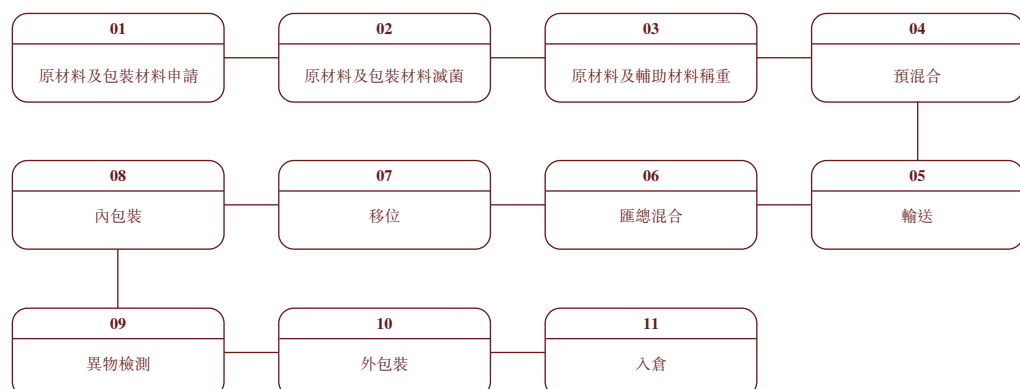 01
原材料及包裝材料申請
02
原材料及包裝材料滅菌
03
原材料及輔助材料稱重
04
預混合
05
輸送
06
匯總混合
07
移位
08
內包裝
09
異物檢測
10
外包裝
11
入倉